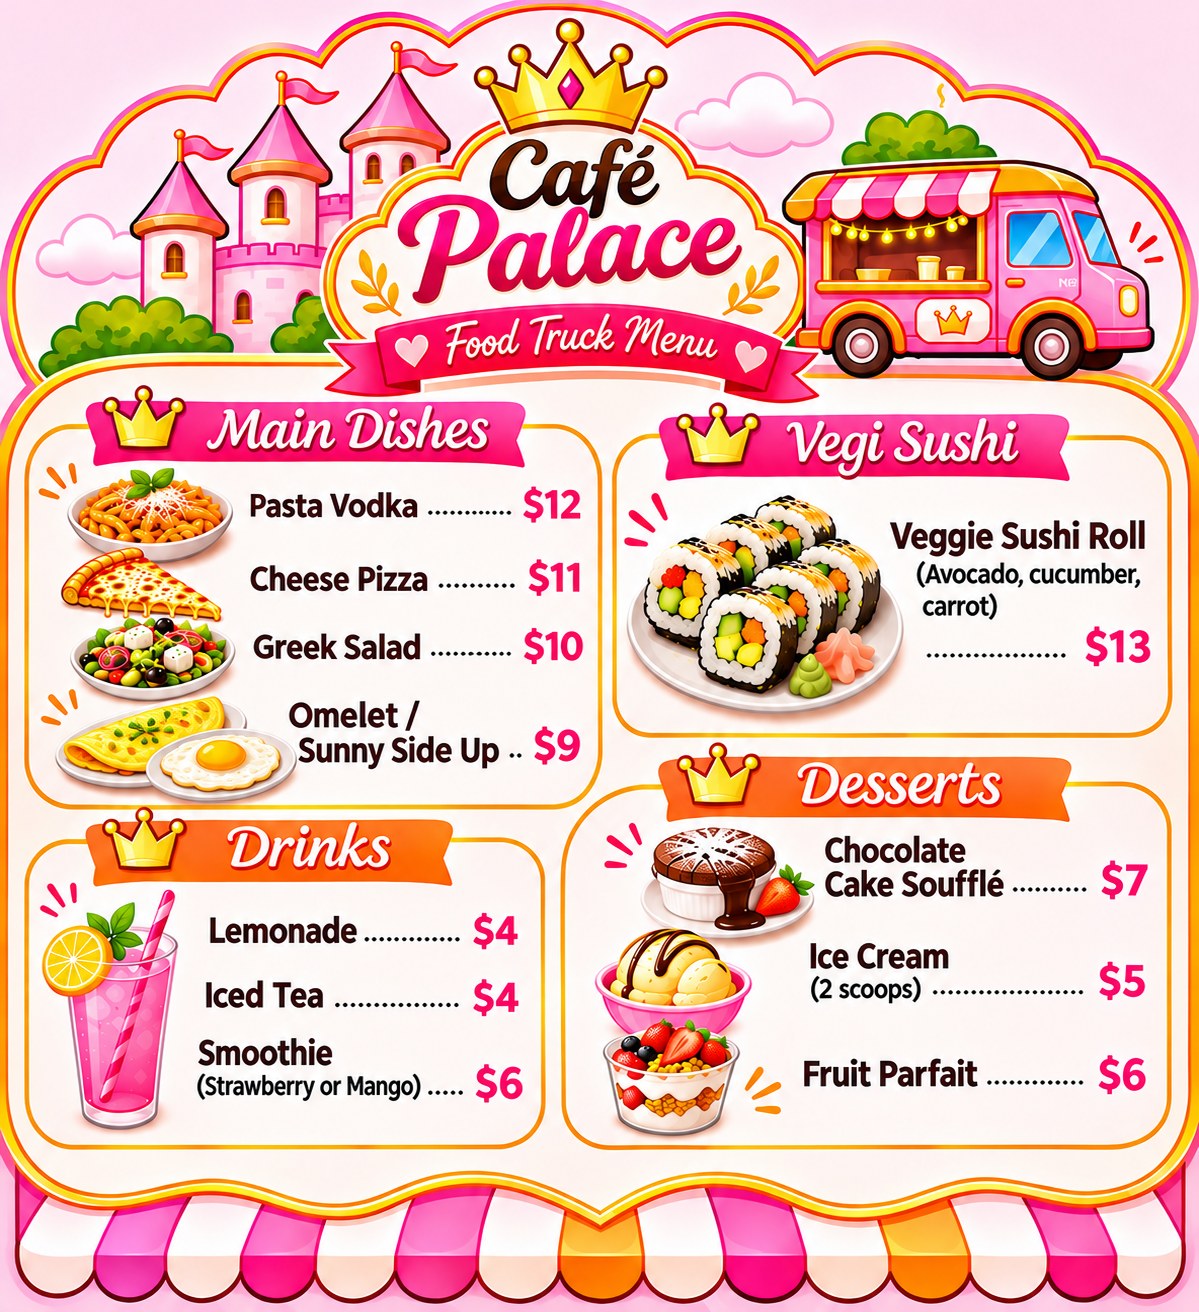 Café
Palace
Food Truck Menu
Main Dishes
Pasta Vodka ............ $12
Cheese Pizza .......... $11
Greek Salad ........... $10
Omelet /
Sunny Side Up .. $9
Vegi Sushi
Veggie Sushi Roll
(Avocado, cucumber,
carrot)
.................... $13
Drinks
Lemonade ............. $4
Iced Tea ................. $4
Smoothie
(Strawberry or Mango) ..... $6
Desserts
Chocolate
Cake Soufflé .......... $7
Ice Cream
(2 scoops) .................... $5
Fruit Parfait ............. $6